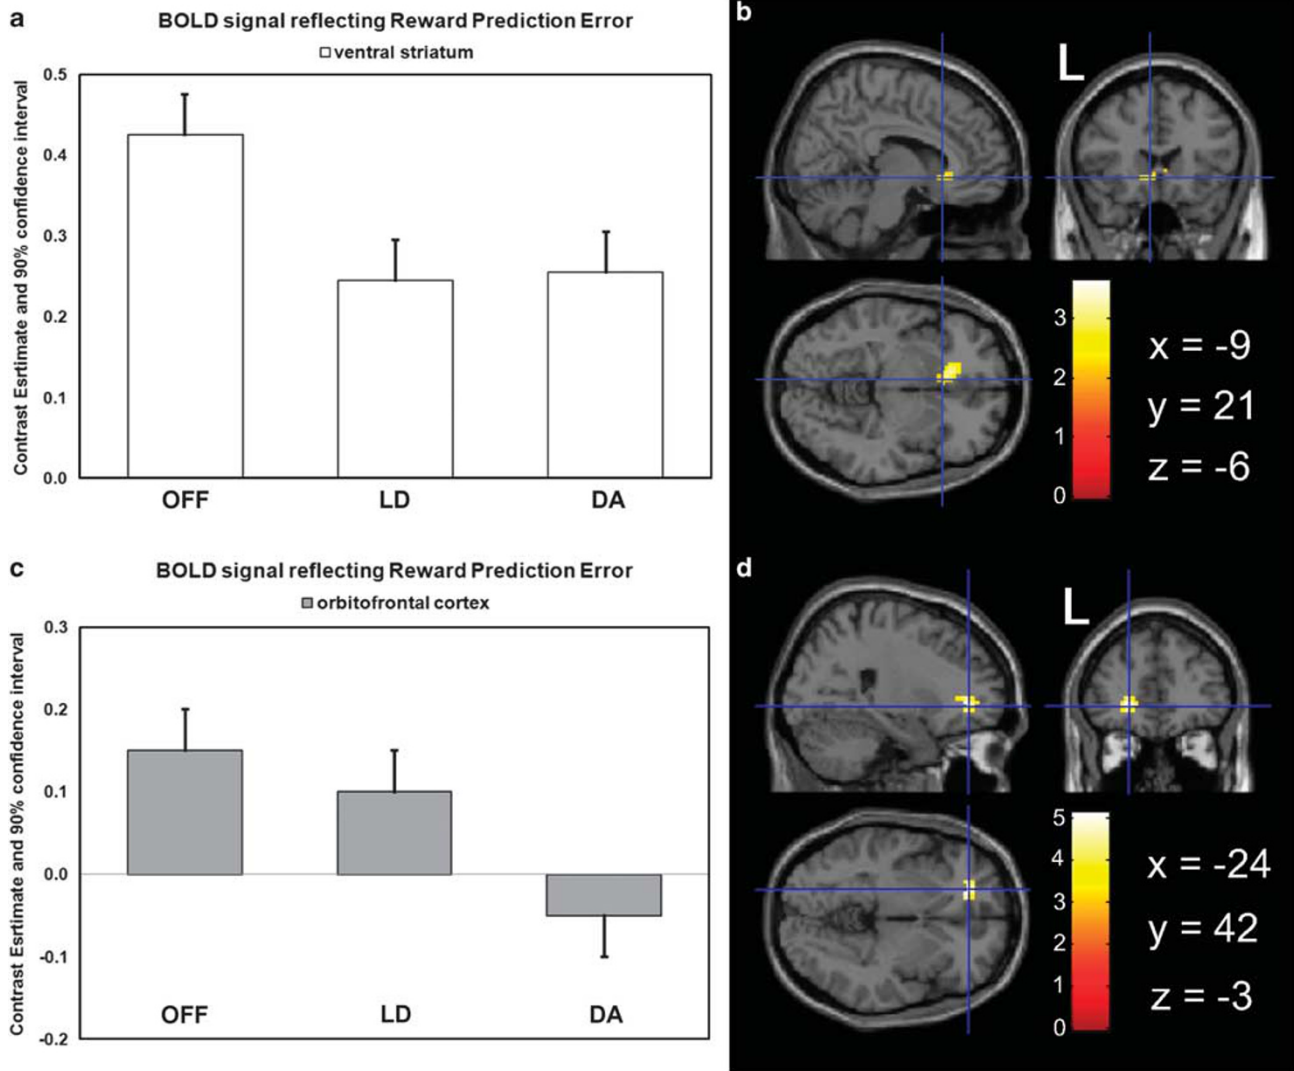 a
BOLD signal reflecting Reward Prediction Error
ventral striatum
Contrast Esrtimate and 90% confidence interval
0.5
0.4
0.3
0.2
0.1
0.0
OFF LD DA
b
L
3
2
1
0
x = -9
y = 21
z = -6
c
BOLD signal reflecting Reward Prediction Error
orbitofrontal cortex
Contrast Esrtimate and 90% confidence interval
0.3
0.2
0.1
0.0
-0.1
-0.2
OFF LD DA
d
L
5
4
3
2
1
0
x = -24
y = 42
z = -3